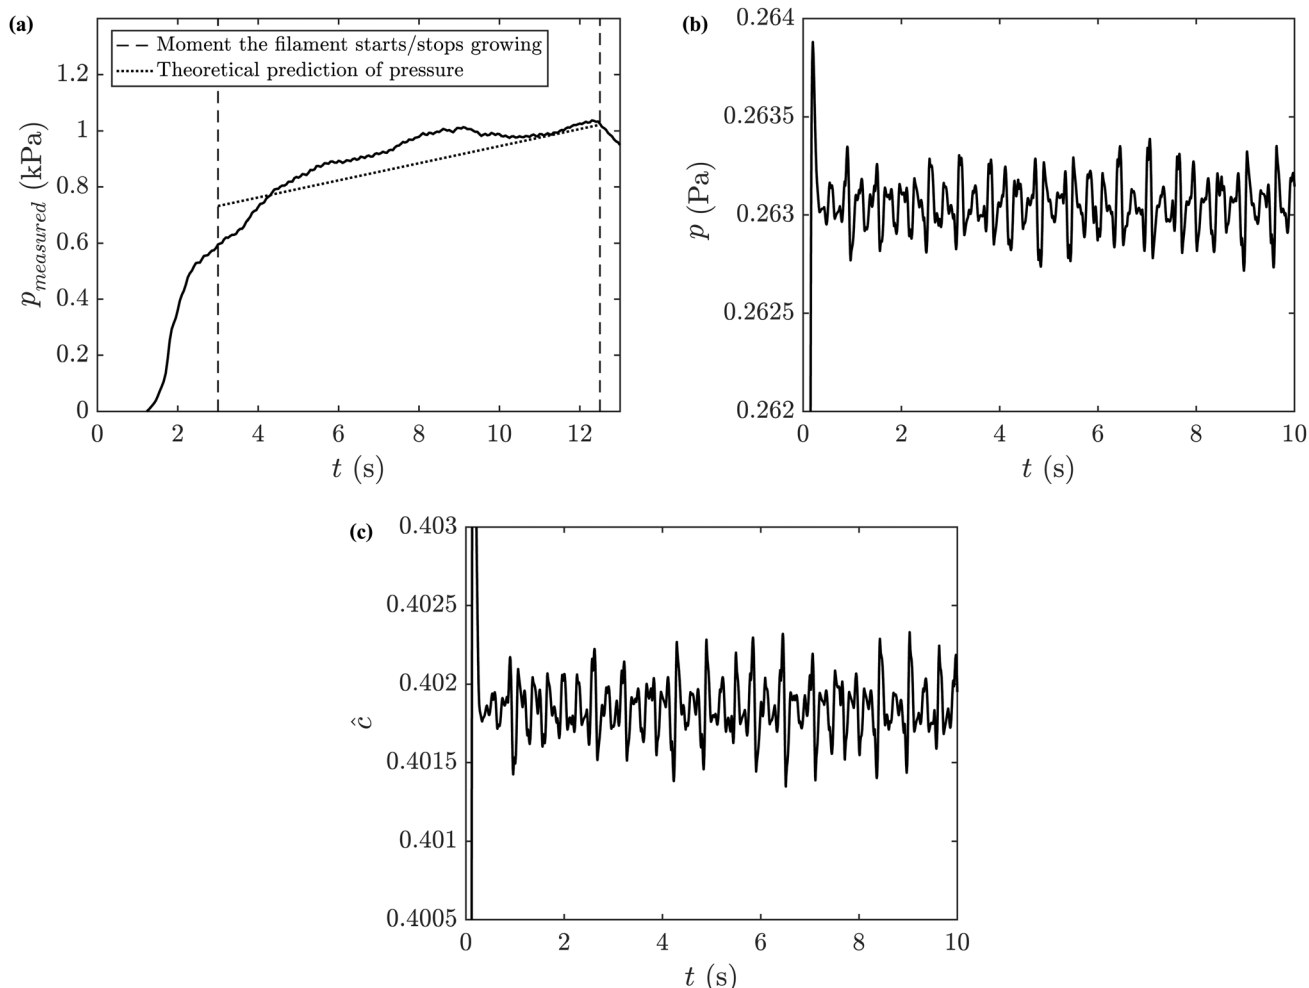 (a)
Moment the filament starts/stops growing
Theoretical prediction of pressure
1.2
1
0.8
0.6
0.4
0.2
0
0 2 4 6 8 10 12
p_measured (kPa)
t (s)
(b)
0.264
0.2635
0.263
0.2625
0.262
0 2 4 6 8 10
p (Pa)
t (s)
(c)
0.403
0.4025
0.402
0.4015
0.401
0.4005
0 2 4 6 8 10
ĉ
t (s)